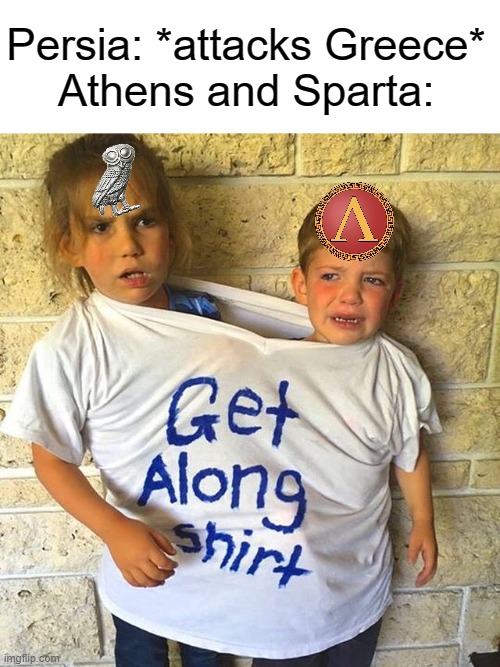 Persia: *attacks Greece*
Athens and Sparta:
Λ
Get
Along
shirt
imgflip.com